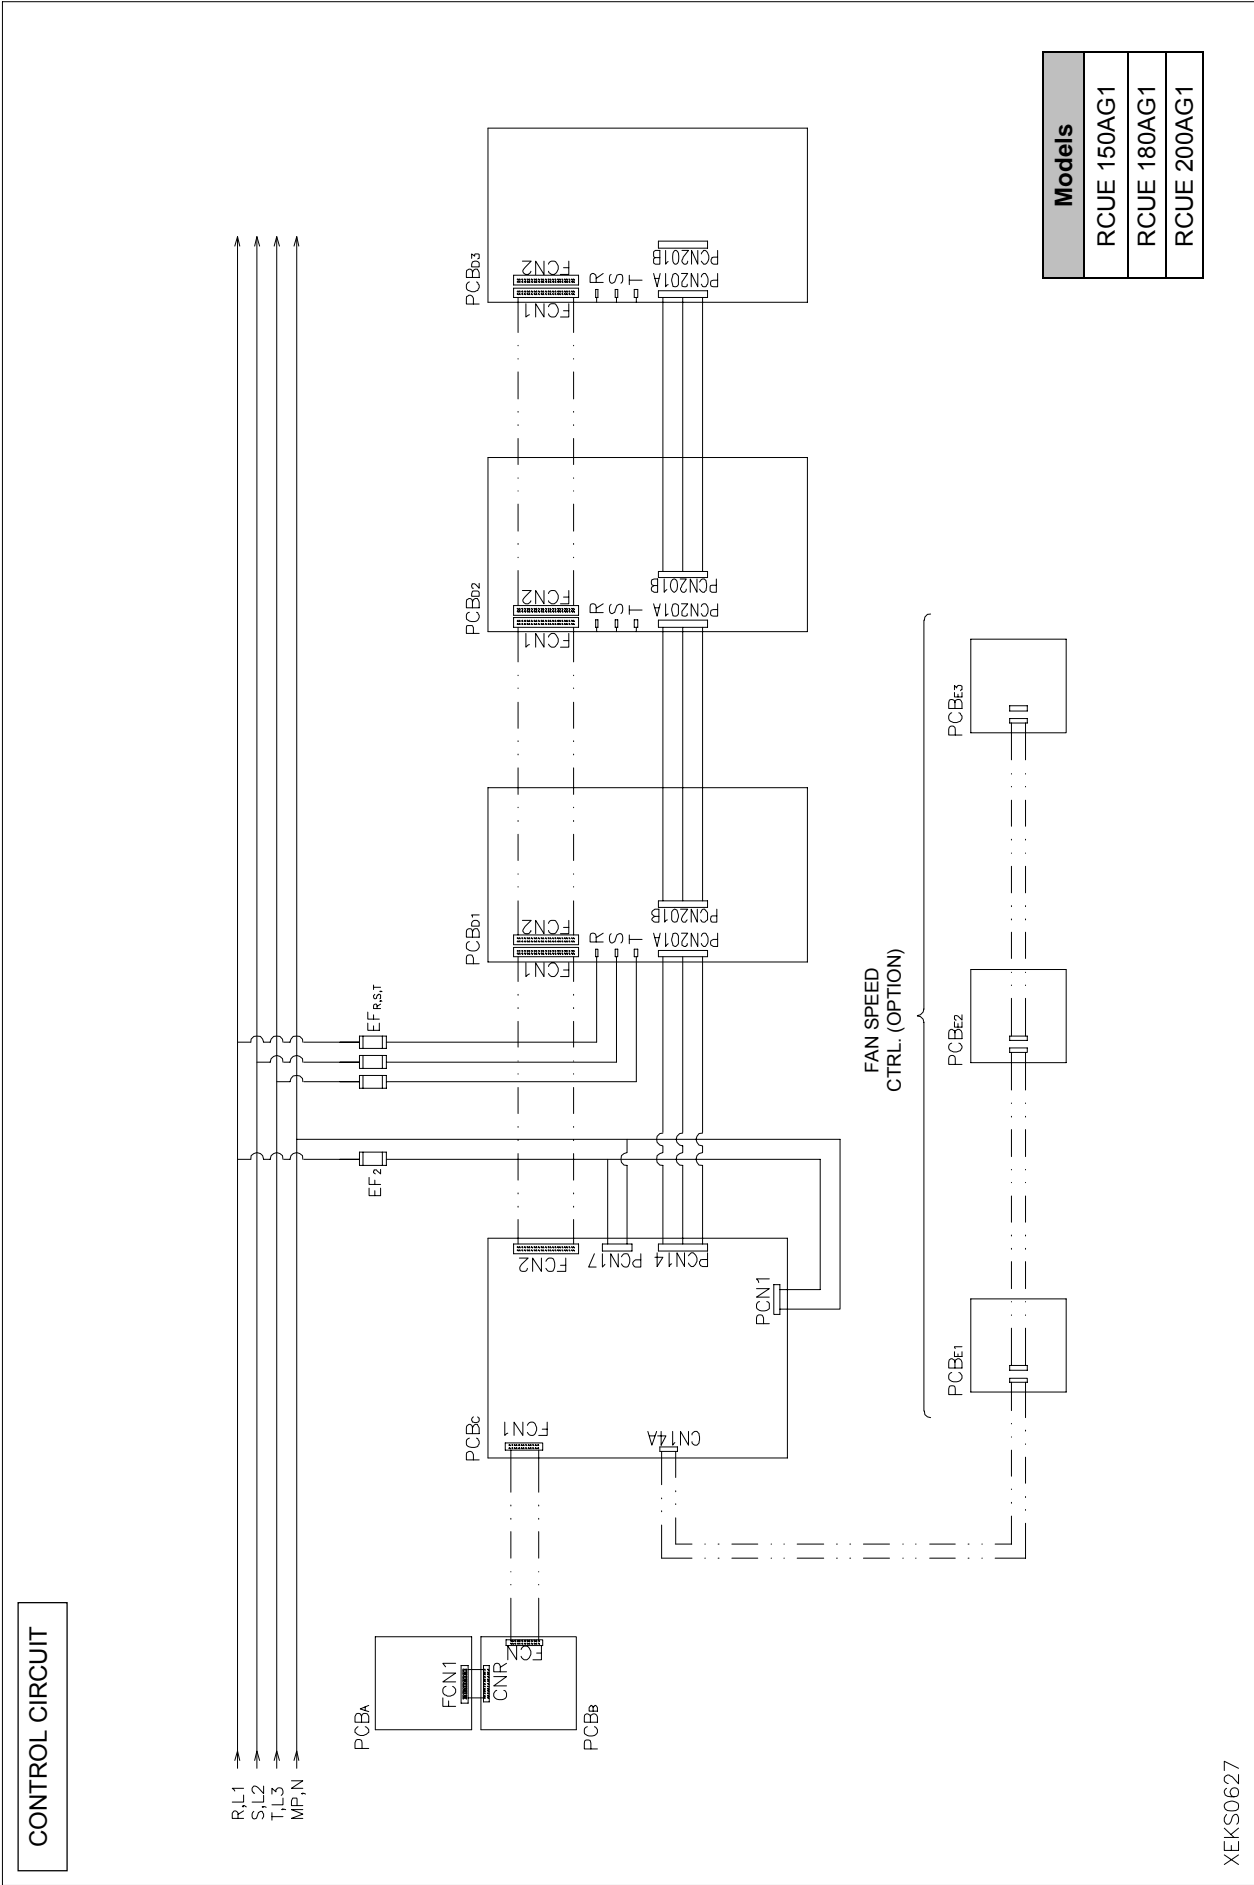 CONTROL CIRCUIT
R,L1
S,L2
T,L3
MP,N
EF2
EFR,S,T
PCBA
FCN1
CNR
FCN
PCBB
PCBC
FCN1
CN14A
FCN2
PCN17
PCN14
PCN1
PCBD1
FCN1
FCN2
R
S
T
PCN201A
PCN201B
PCBD2
FCN1
FCN2
R
S
T
PCN201A
PCN201B
PCBD3
FCN1
FCN2
R
S
T
PCN201A
PCN201B
FAN SPEED
CTRL. (OPTION)
PCBE1
PCBE2
PCBE3
Models
RCUE 150AG1
RCUE 180AG1
RCUE 200AG1
XEKS0627